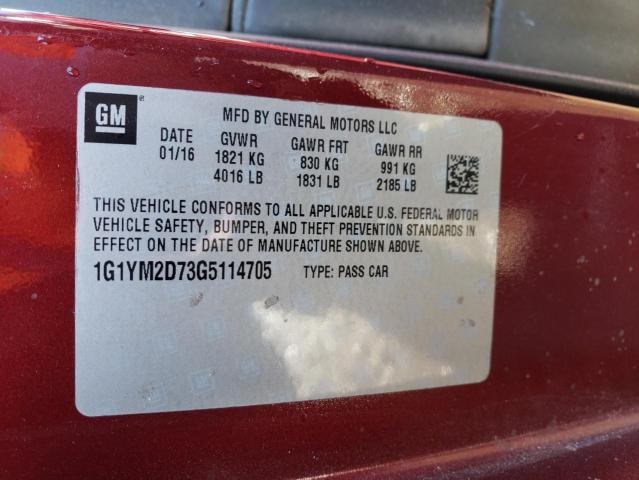 GM
MFD BY GENERAL MOTORS LLC
DATE GVWR GAWR FRT GAWR RR
01/16 1821 KG 830 KG 991 KG
4016 LB 1831 LB 2185 LB
THIS VEHICLE CONFORMS TO ALL APPLICABLE U.S. FEDERAL MOTOR
VEHICLE SAFETY, BUMPER, AND THEFT PREVENTION STANDARDS IN
EFFECT ON THE DATE OF MANUFACTURE SHOWN ABOVE.
1G1YM2D73G5114705 TYPE: PASS CAR